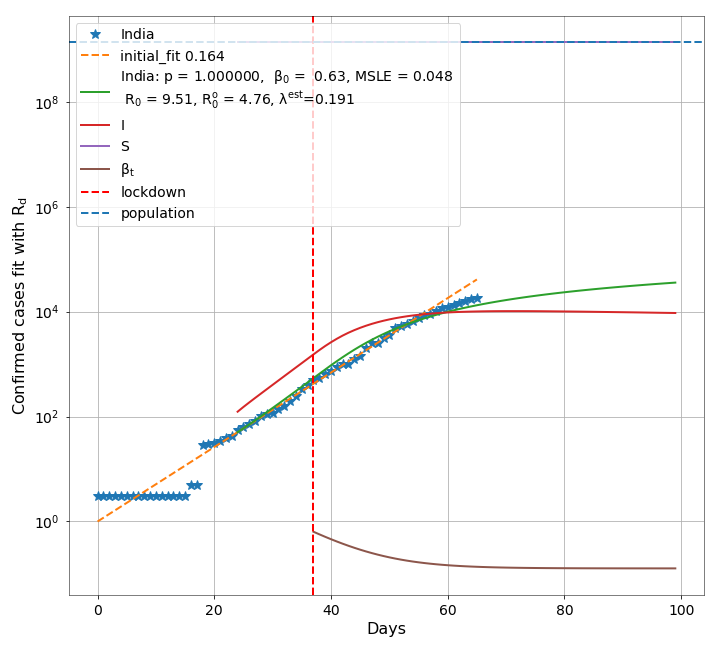 India
initial_fit 0.164
India: p = 1.000000,  β₀ =  0.63, MSLE = 0.048
R₀ = 9.51, R₀ᵒ = 4.76, λᵉˢᵗ=0.191
I
S
βₜ
lockdown
population
10⁸
10⁶
10⁴
10²
10⁰
Confirmed cases fit with R_d
0 20 40 60 80 100
Days